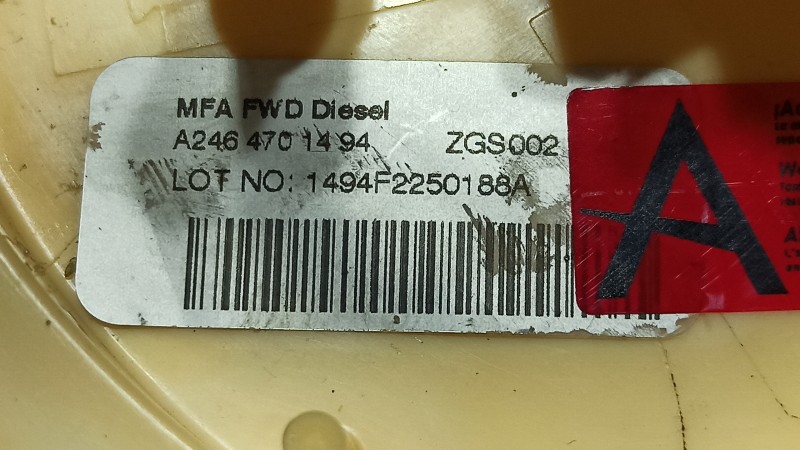 MFA FWD Diesel
A246 470 14 94 ZGS002
LOT NO: 1494F2250188A
A